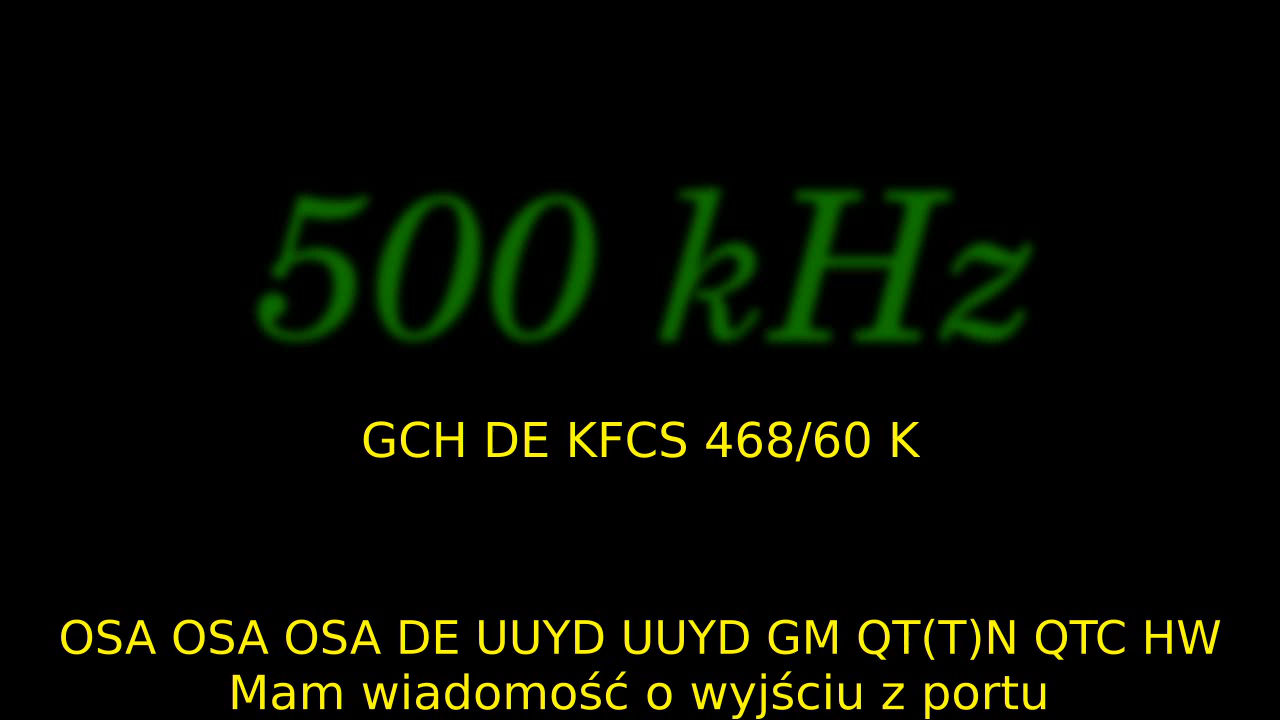 500 kHz
GCH DE KFCS 468/60 K
OSA OSA OSA DE UUYD UUYD GM QT(T)N QTC HW
Mam wiadomość o wyjściu z portu